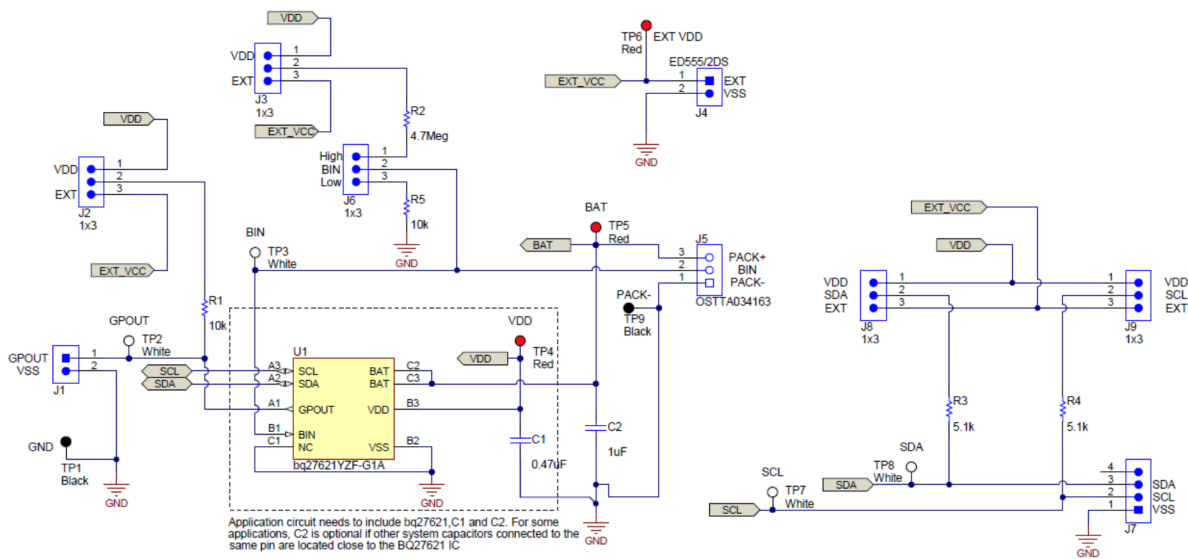 VDD
VDD
EXT
1
2
3
J3
1x3
EXT_VCC
R2
4.7Meg
High
BIN
Low
1
2
3
J6
1x3
R5
10k
GND
TP6
Red
EXT VDD
ED555/2DS
EXT_VCC
1
2
EXT
VSS
J4
GND
VDD
VDD
EXT
1
2
3
J2
1x3
EXT_VCC
R1
10k
BIN
TP3
White
BAT
TP5
Red
BAT
J5
3
2
1
PACK+
BIN
PACK-
OSTTA034163
PACK-
TP9
Black
GPOUT
TP2
White
GPOUT
VSS
1
2
J1
GND
TP1
Black
GND
SCL
SDA
U1
A3
A2
A1
B1
C1
SCL
SDA
GPOUT
BIN
NC
BAT
BAT
VDD
VSS
C2
C3
B3
B2
bq27621YZF-G1A
GND
VDD
VDD
TP4
Red
C1
0.47uF
C2
1uF
GND
Application circuit needs to include bq27621,C1 and C2. For some
applications, C2 is optional if other system capacitors connected to the
same pin are located close to the BQ27621 IC
EXT_VCC
VDD
VDD
SDA
EXT
1
2
3
J8
1x3
1
2
3
VDD
SCL
EXT
J9
1x3
R3
5.1k
R4
5.1k
SDA
TP8
White
SDA
SCL
TP7
White
SCL
4
3
2
1
SDA
SCL
VSS
J7
GND